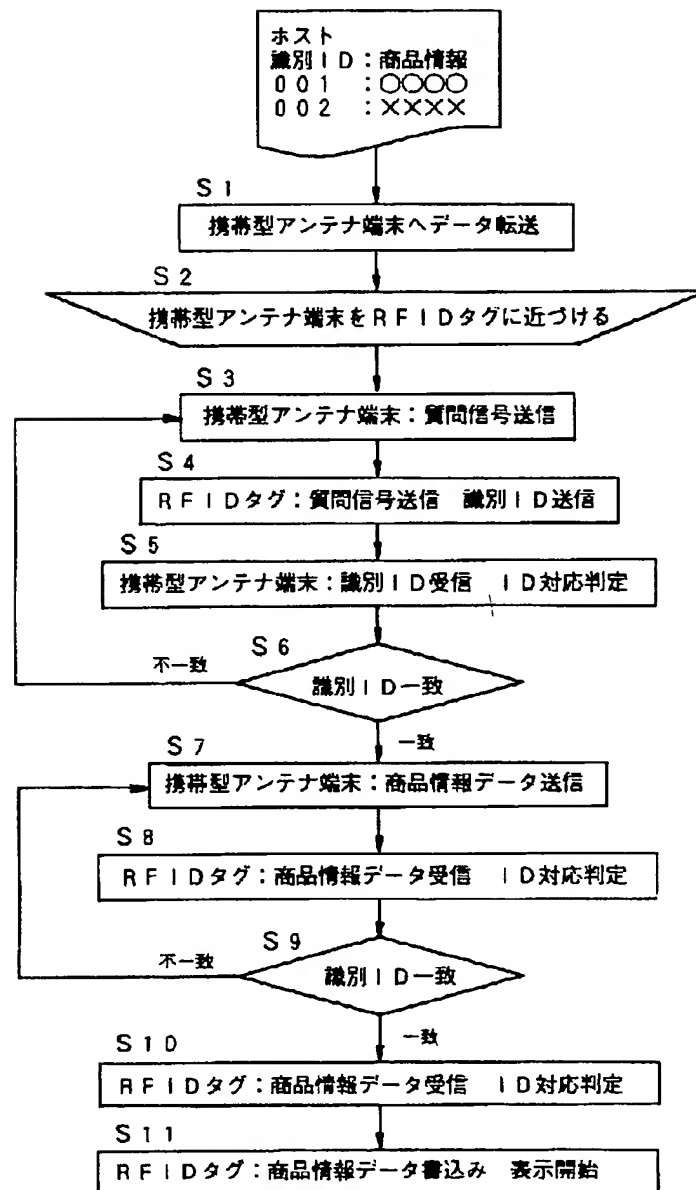 ホスト
識別ID:商品情報
001 :○○○○
002 :××××
S1
携帯型アンテナ端末へデータ転送
S2
携帯型アンテナ端末をRFIDタグに近づける
S3
携帯型アンテナ端末:質問信号送信
S4
RFIDタグ:質問信号送信 識別ID送信
S5
携帯型アンテナ端末:識別ID受信 ID対応判定
S6
不一致
識別ID一致
一致
S7
携帯型アンテナ端末:商品情報データ送信
S8
RFIDタグ:商品情報データ受信 ID対応判定
S9
不一致
識別ID一致
一致
S10
RFIDタグ:商品情報データ受信 ID対応判定
S11
RFIDタグ:商品情報データ書込み 表示開始